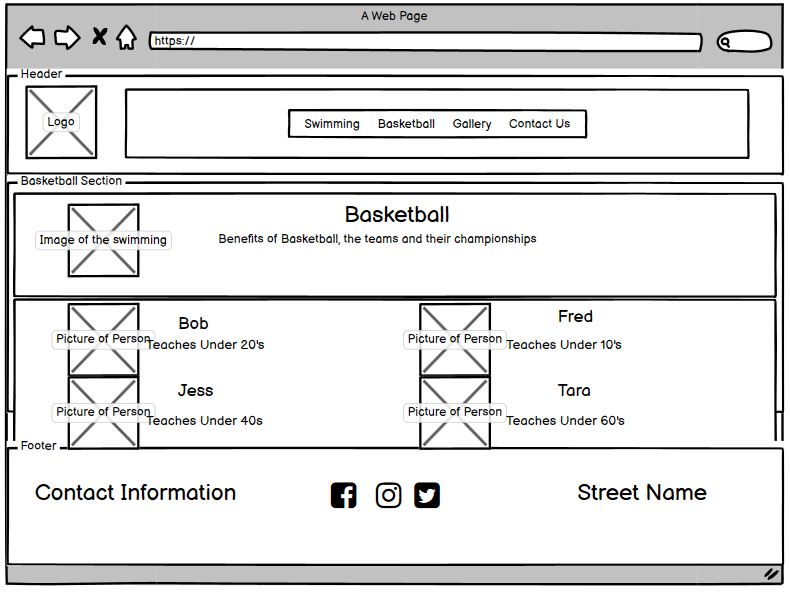 A Web Page
https://
Header
Logo
Swimming Basketball Gallery Contact Us
Basketball Section
Basketball
Image of the swimming
Benefits of Basketball, the teams and their championships
Bob
Picture of Person
Teaches Under 20's
Fred
Picture of Person
Teaches Under 10's
Jess
Picture of Person
Teaches Under 40s
Tara
Picture of Person
Teaches Under 60's
Footer
Contact Information
Street Name